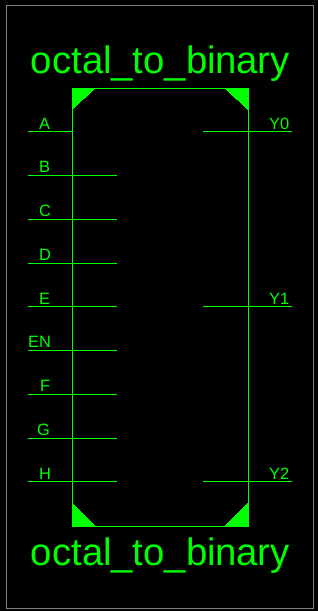 octal_to_binary
A Y0
B
C
D
E Y1
EN
F
G
H Y2
octal_to_binary